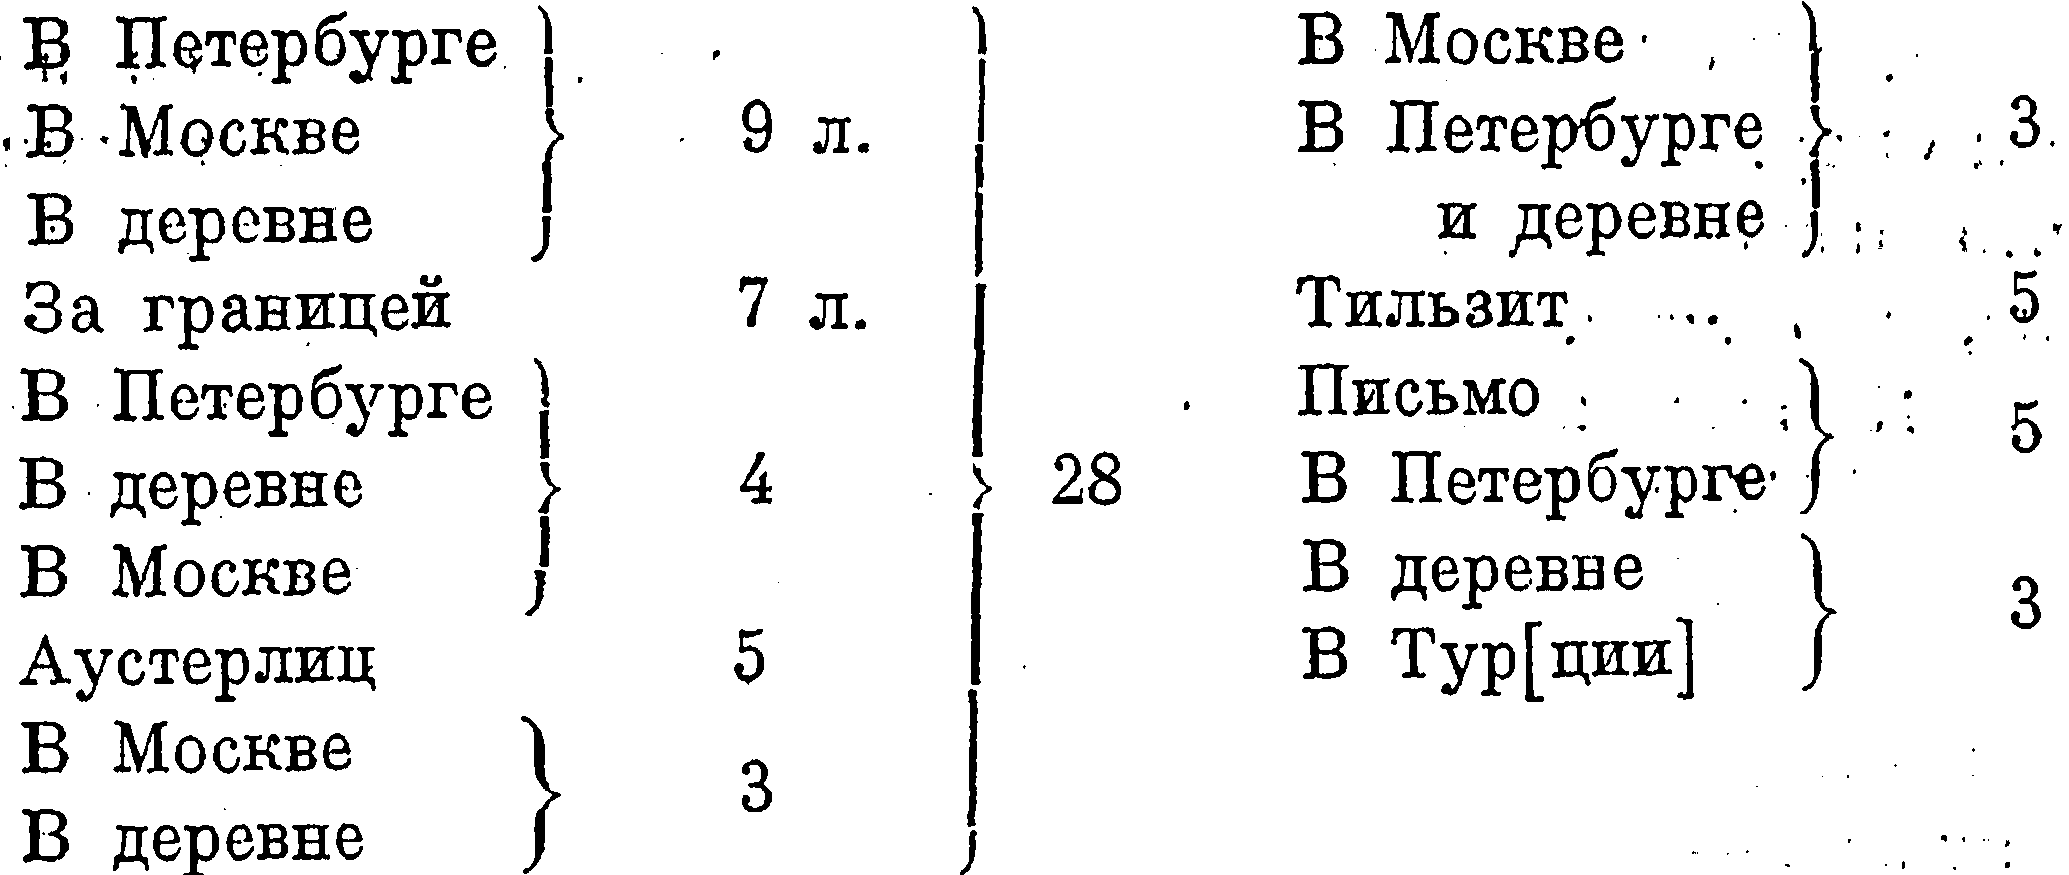 В Петербурге
В Москве
9 л.
В деревне
За границей 7 л.
В Петербурге
В деревне 4
В Москве
Аустерлиц 5
В Москве
3
В деревне
28
В Москве
В Петербурге 3
и деревне
Тильзит 5
Письмо
5
В Петербурге
В деревне
3
В Тур[ции]